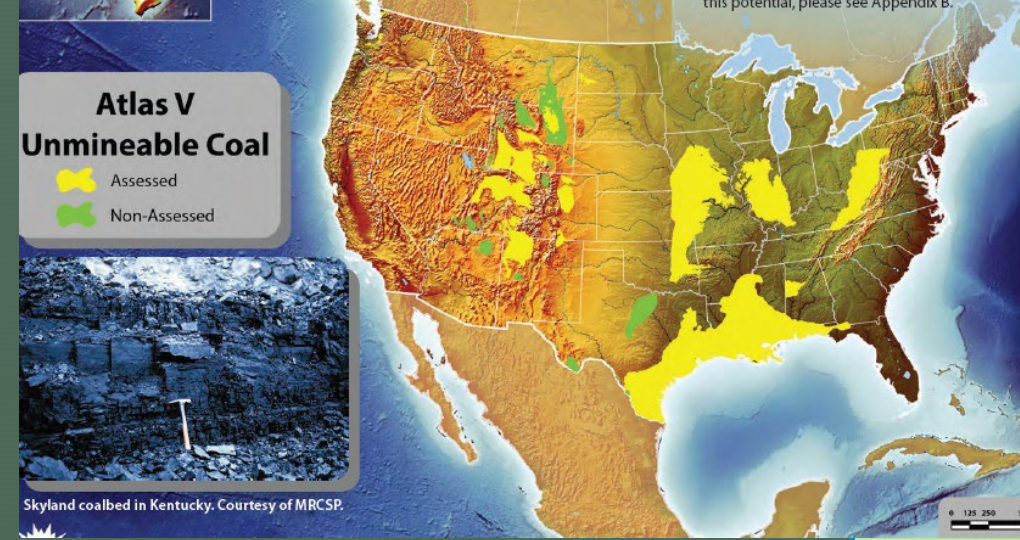 this potential, please see Appendix B.
Atlas V
Unmineable Coal
Assessed
Non-Assessed
Skyland coalbed in Kentucky. Courtesy of MRCSP.
0 125 250